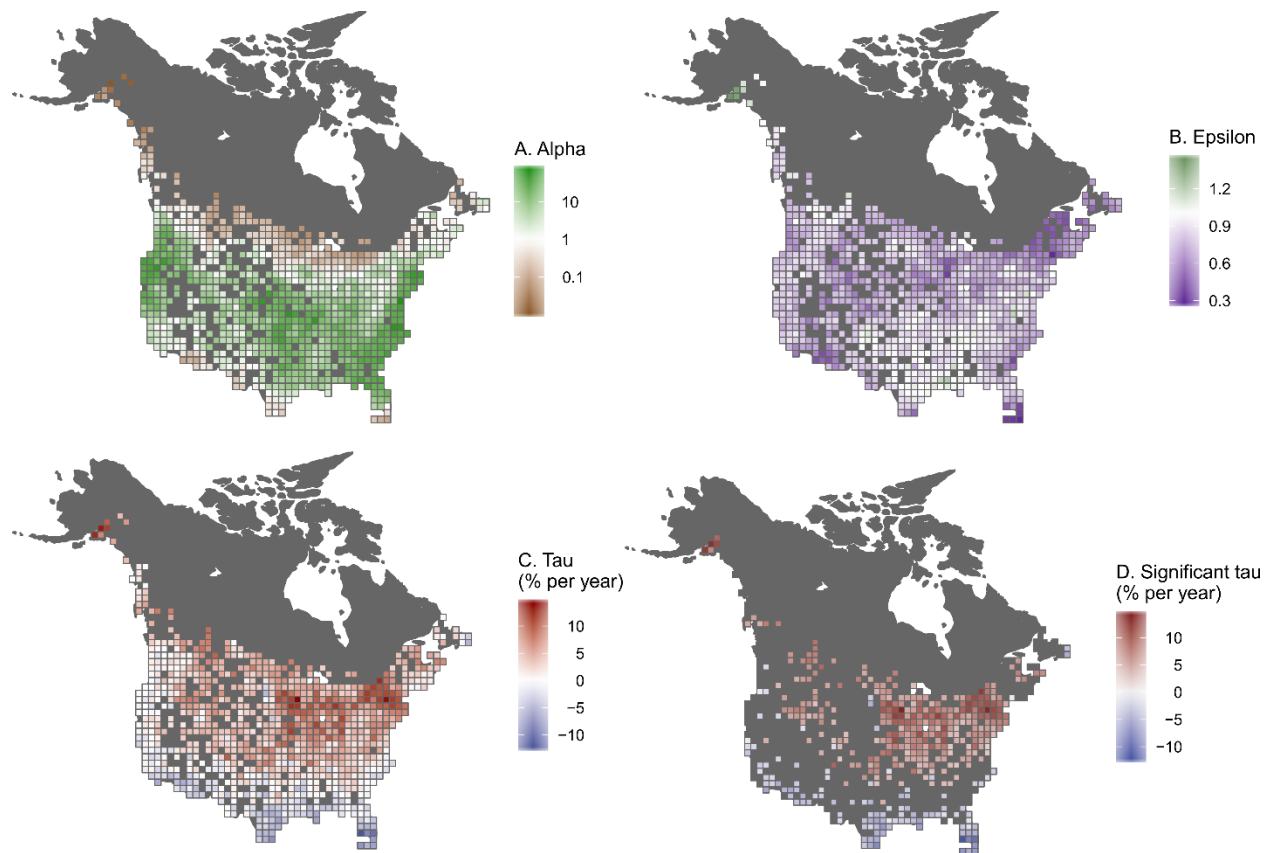 A. Alpha
10
1
0.1
B. Epsilon
1.2
0.9
0.6
0.3
C. Tau
(% per year)
10
5
0
−5
−10
D. Significant tau
(% per year)
10
5
0
−5
−10